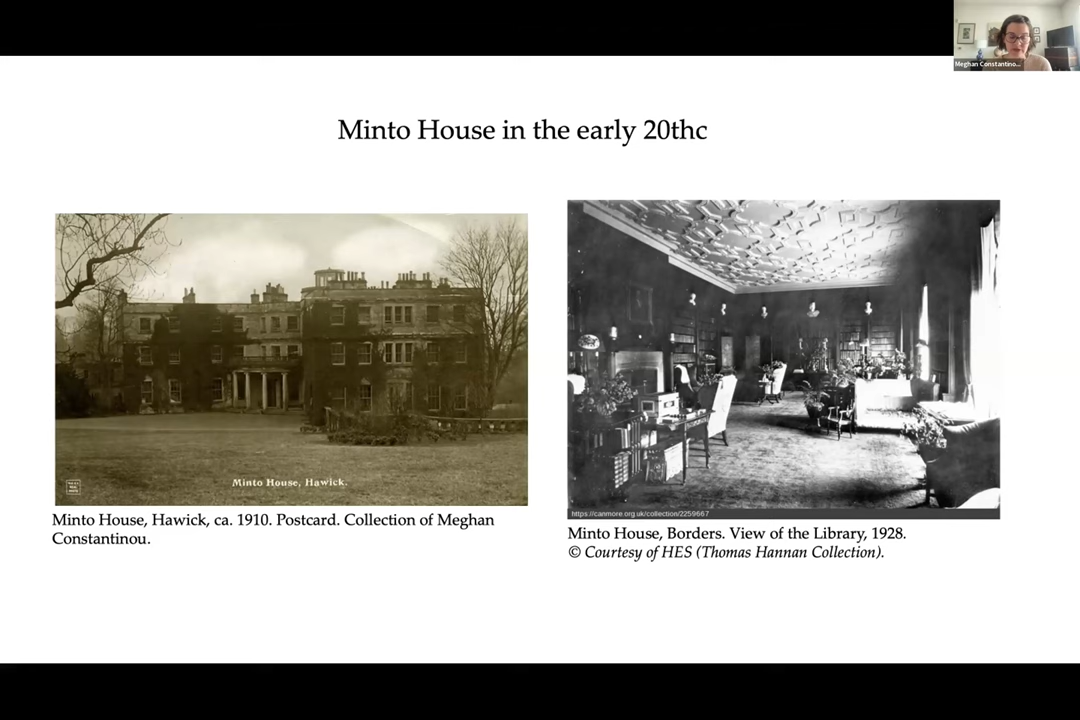 Meghan Constantino...
Minto House in the early 20thc
Minto House, Hawick.
Minto House, Hawick, ca. 1910. Postcard. Collection of Meghan
Constantinou.
https://canmore.org.uk/collection/2259667
Minto House, Borders. View of the Library, 1928.
© Courtesy of HES (Thomas Hannan Collection).